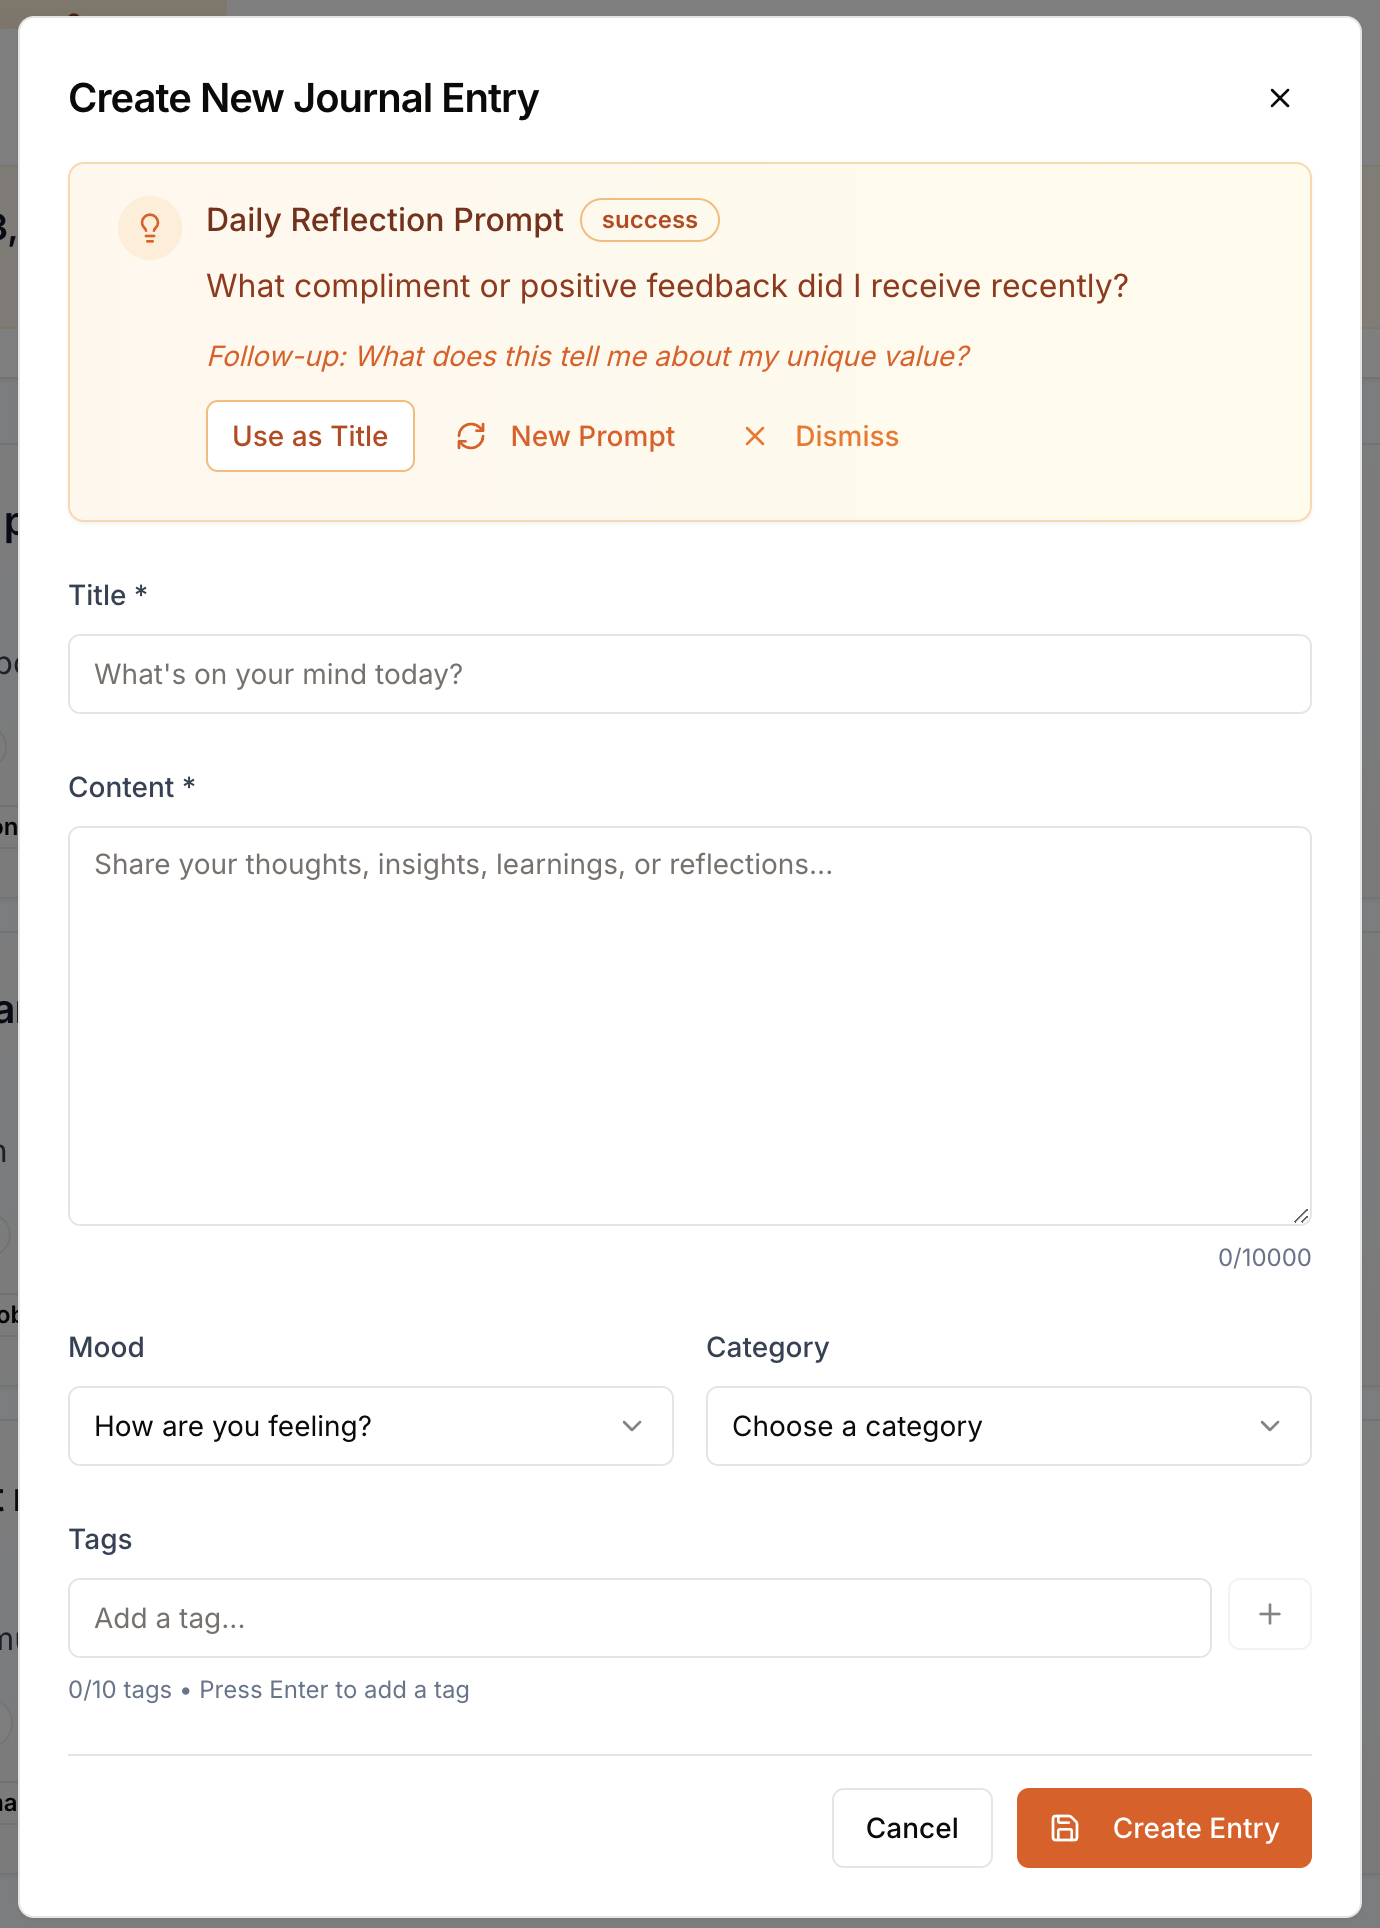 Create New Journal Entry
Daily Reflection Prompt success
What compliment or positive feedback did I receive recently?
Follow-up: What does this tell me about my unique value?
Use as Title New Prompt Dismiss
Title *
What's on your mind today?
Content *
Share your thoughts, insights, learnings, or reflections...
0/10000
Mood Category
How are you feeling? Choose a category
Tags
Add a tag...
0/10 tags • Press Enter to add a tag
Cancel Create Entry